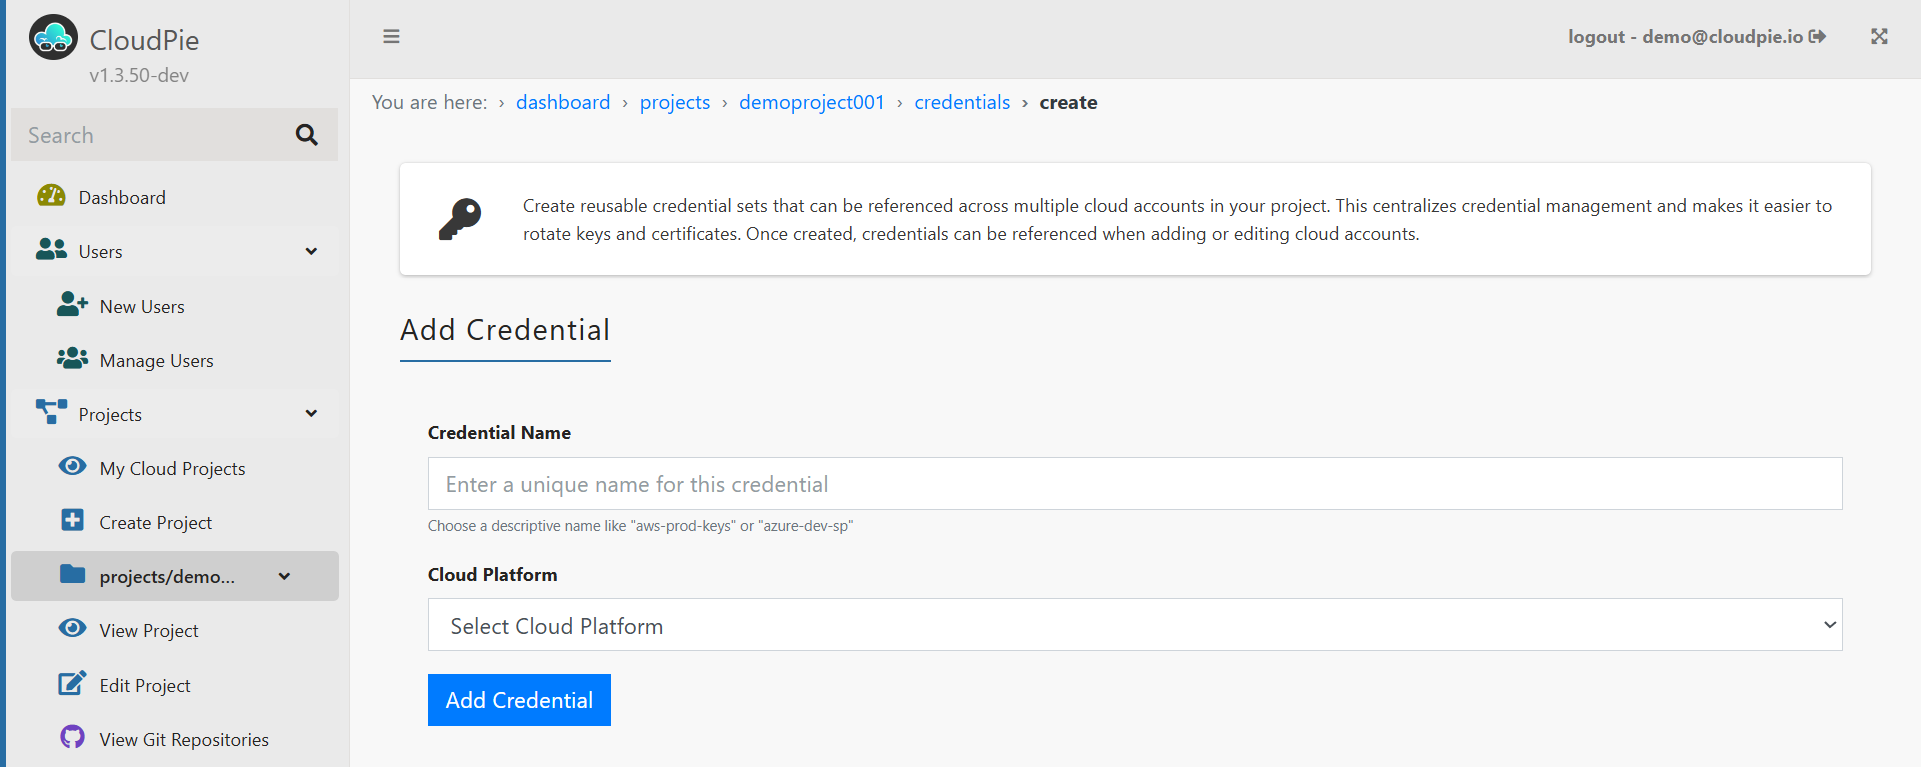 CloudPie
v1.3.50-dev
Search
Dashboard
Users
New Users
Manage Users
Projects
My Cloud Projects
Create Project
projects/demo...
View Project
Edit Project
View Git Repositories
logout - demo@cloudpie.io
You are here: › dashboard › projects › demoproject001 › credentials › create
Create reusable credential sets that can be referenced across multiple cloud accounts in your project. This centralizes credential management and makes it easier to
rotate keys and certificates. Once created, credentials can be referenced when adding or editing cloud accounts.
Add Credential
Credential Name
Enter a unique name for this credential
Choose a descriptive name like "aws-prod-keys" or "azure-dev-sp"
Cloud Platform
Select Cloud Platform
Add Credential